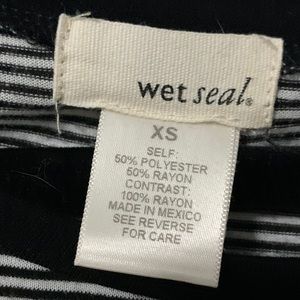 wet seal®
XS
SELF:
50% POLYESTER
50% RAYON
CONTRAST:
100% RAYON
MADE IN MEXICO
SEE REVERSE
FOR CARE